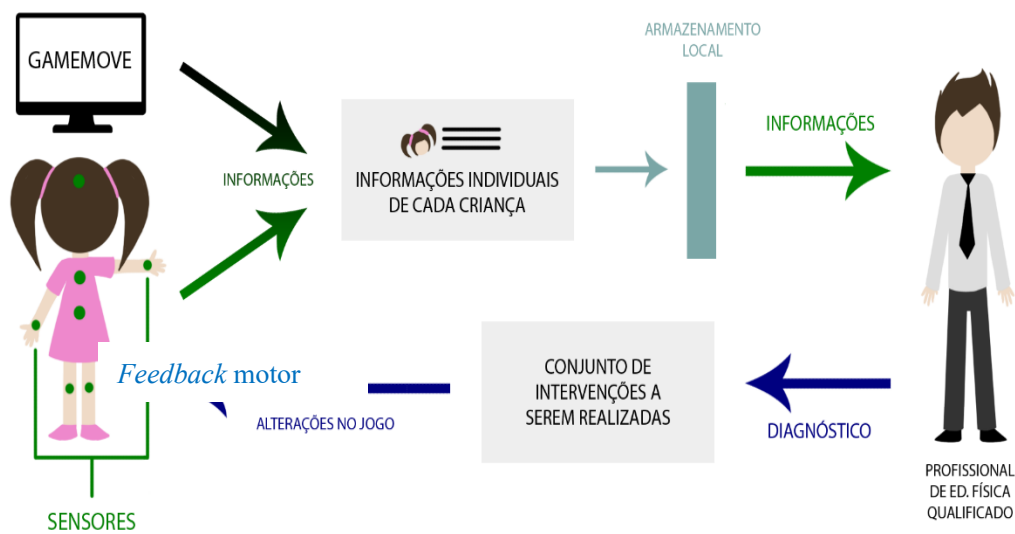 GAMEMOVE
ARMAZENAMENTO
LOCAL
INFORMAÇÕES
INFORMAÇÕES
INFORMAÇÕES INDIVIDUAIS
DE CADA CRIANÇA
Feedback motor
ALTERAÇÕES NO JOGO
CONJUNTO DE
INTERVENÇÕES A
SEREM REALIZADAS
DIAGNÓSTICO
PROFISSIONAL
DE ED. FÍSICA
QUALIFICADO
SENSORES